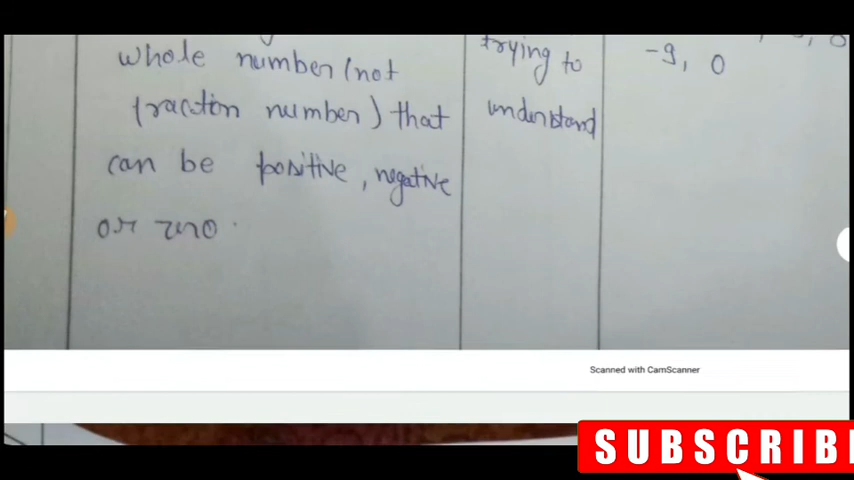 whole number (not
fraction number) that
can be positive, negative
or zero.
trying to
understand
-9, 0
Scanned with CamScanner
SUBSCRIB